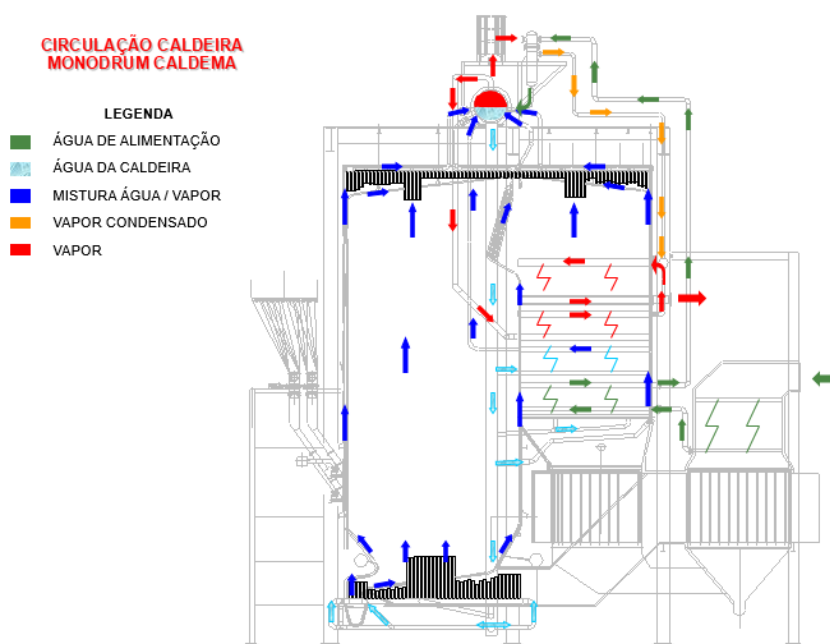 CIRCULAÇÃO CALDEIRA
MONODRUM CALDEMA
LEGENDA
ÁGUA DE ALIMENTAÇÃO
ÁGUA DA CALDEIRA
MISTURA ÁGUA / VAPOR
VAPOR CONDENSADO
VAPOR